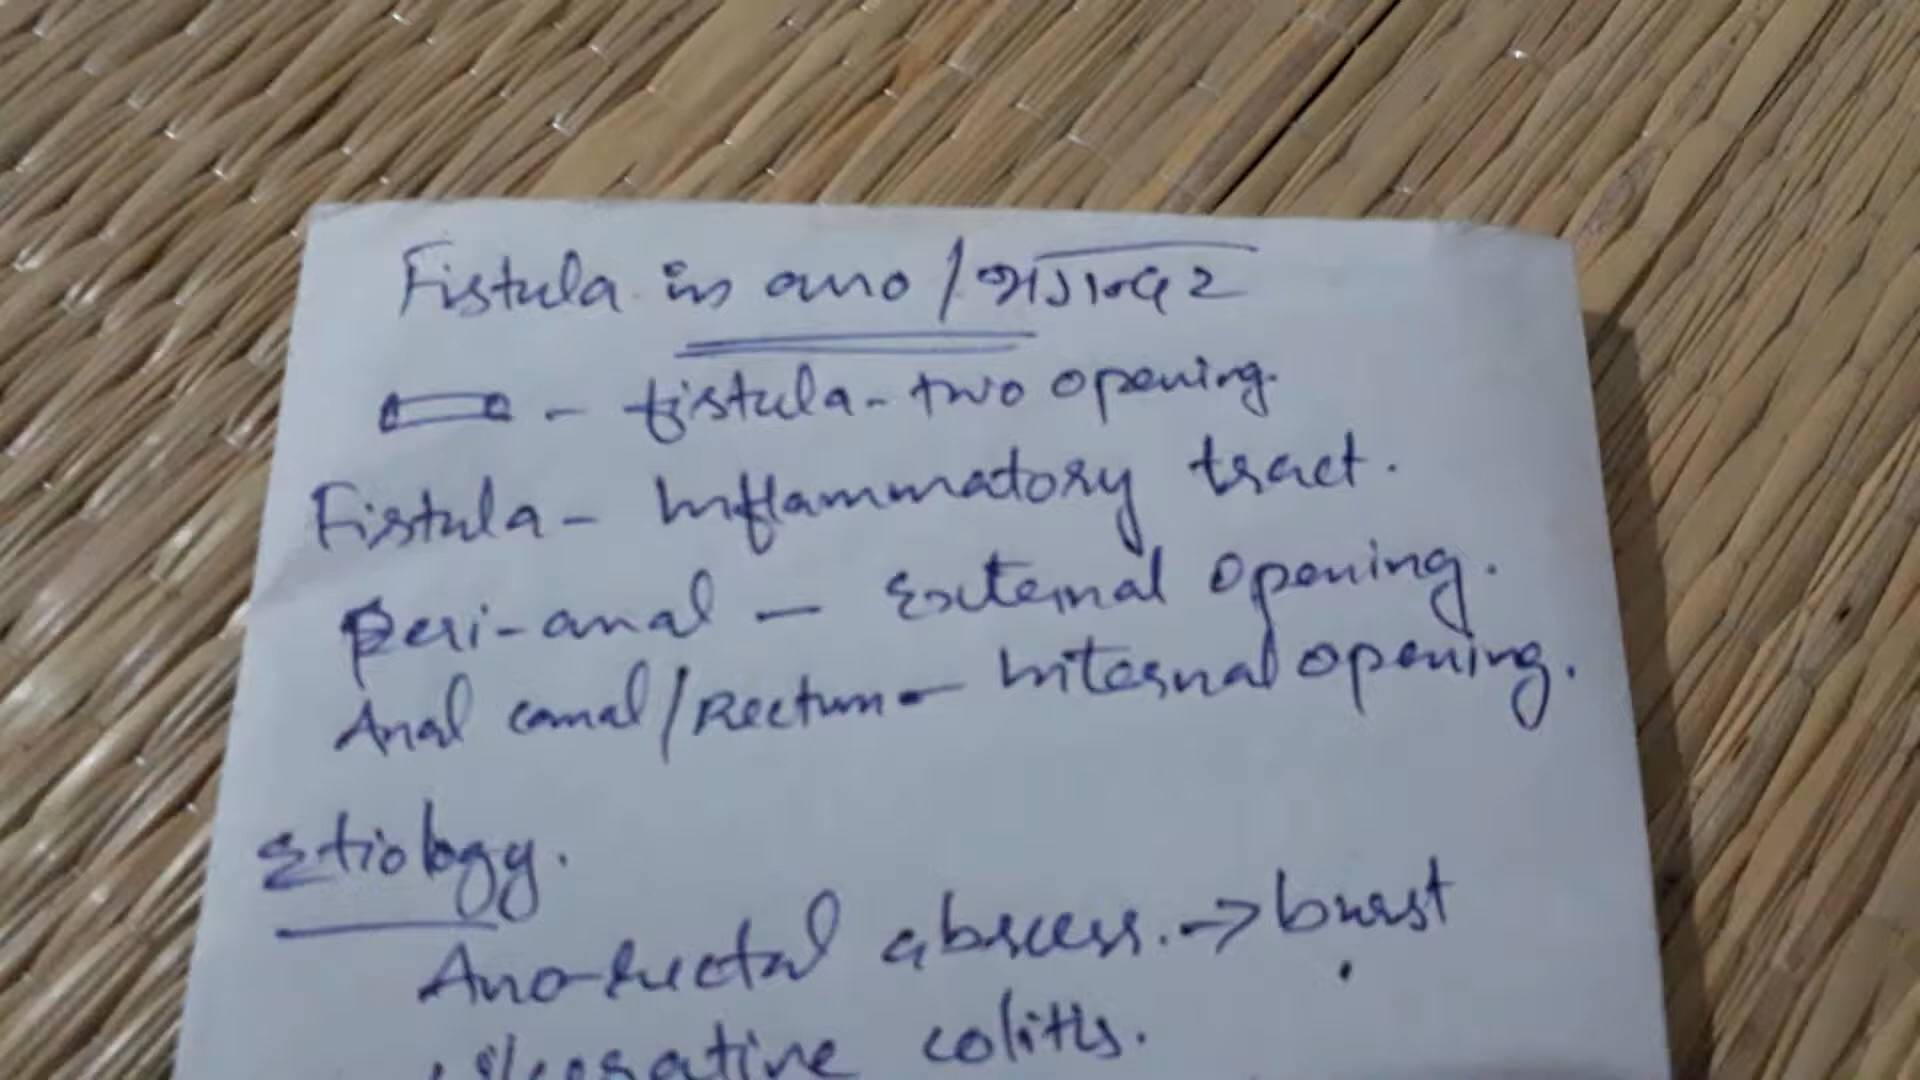 Fistula in ano / ভগন্দর
- fistula - two opening.
Fistula - Inflammatory tract.
Peri-anal - External opening.
Anal canal / Rectum - Internal opening.
Etiology.
Ano-rectal abscess. → burst
Ulcerative colitis.